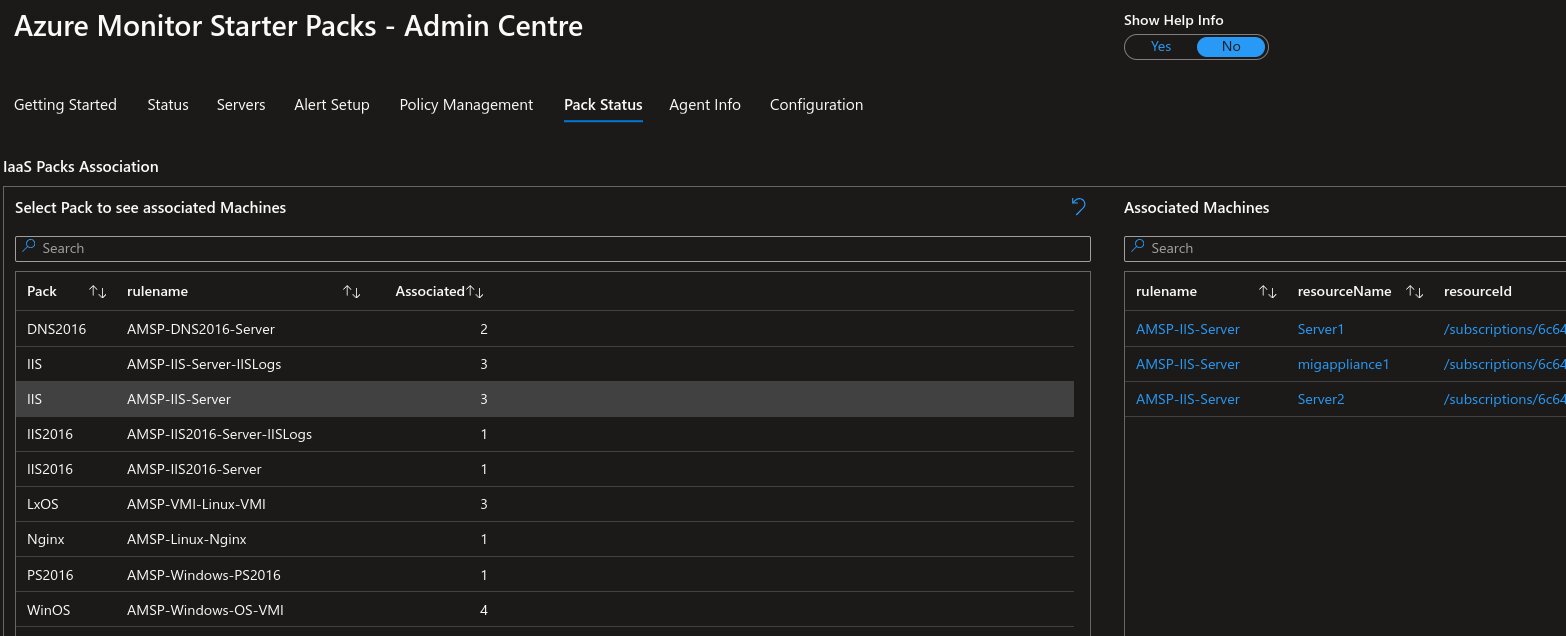 Azure Monitor Starter Packs - Admin Centre
Show Help Info
Yes No
Getting Started Status Servers Alert Setup Policy Management Pack Status Agent Info Configuration
IaaS Packs Association
Select Pack to see associated Machines
Search
Pack rulename Associated
DNS2016 AMSP-DNS2016-Server 2
IIS AMSP-IIS-Server-IISLogs 3
IIS AMSP-IIS-Server 3
IIS2016 AMSP-IIS2016-Server-IISLogs 1
IIS2016 AMSP-IIS2016-Server 1
LxOS AMSP-VMI-Linux-VMI 3
Nginx AMSP-Linux-Nginx 1
PS2016 AMSP-Windows-PS2016 1
WinOS AMSP-Windows-OS-VMI 4
Associated Machines
Search
rulename resourceName resourceId
AMSP-IIS-Server Server1 /subscriptions/6c64
AMSP-IIS-Server migappliance1 /subscriptions/6c64
AMSP-IIS-Server Server2 /subscriptions/6c64